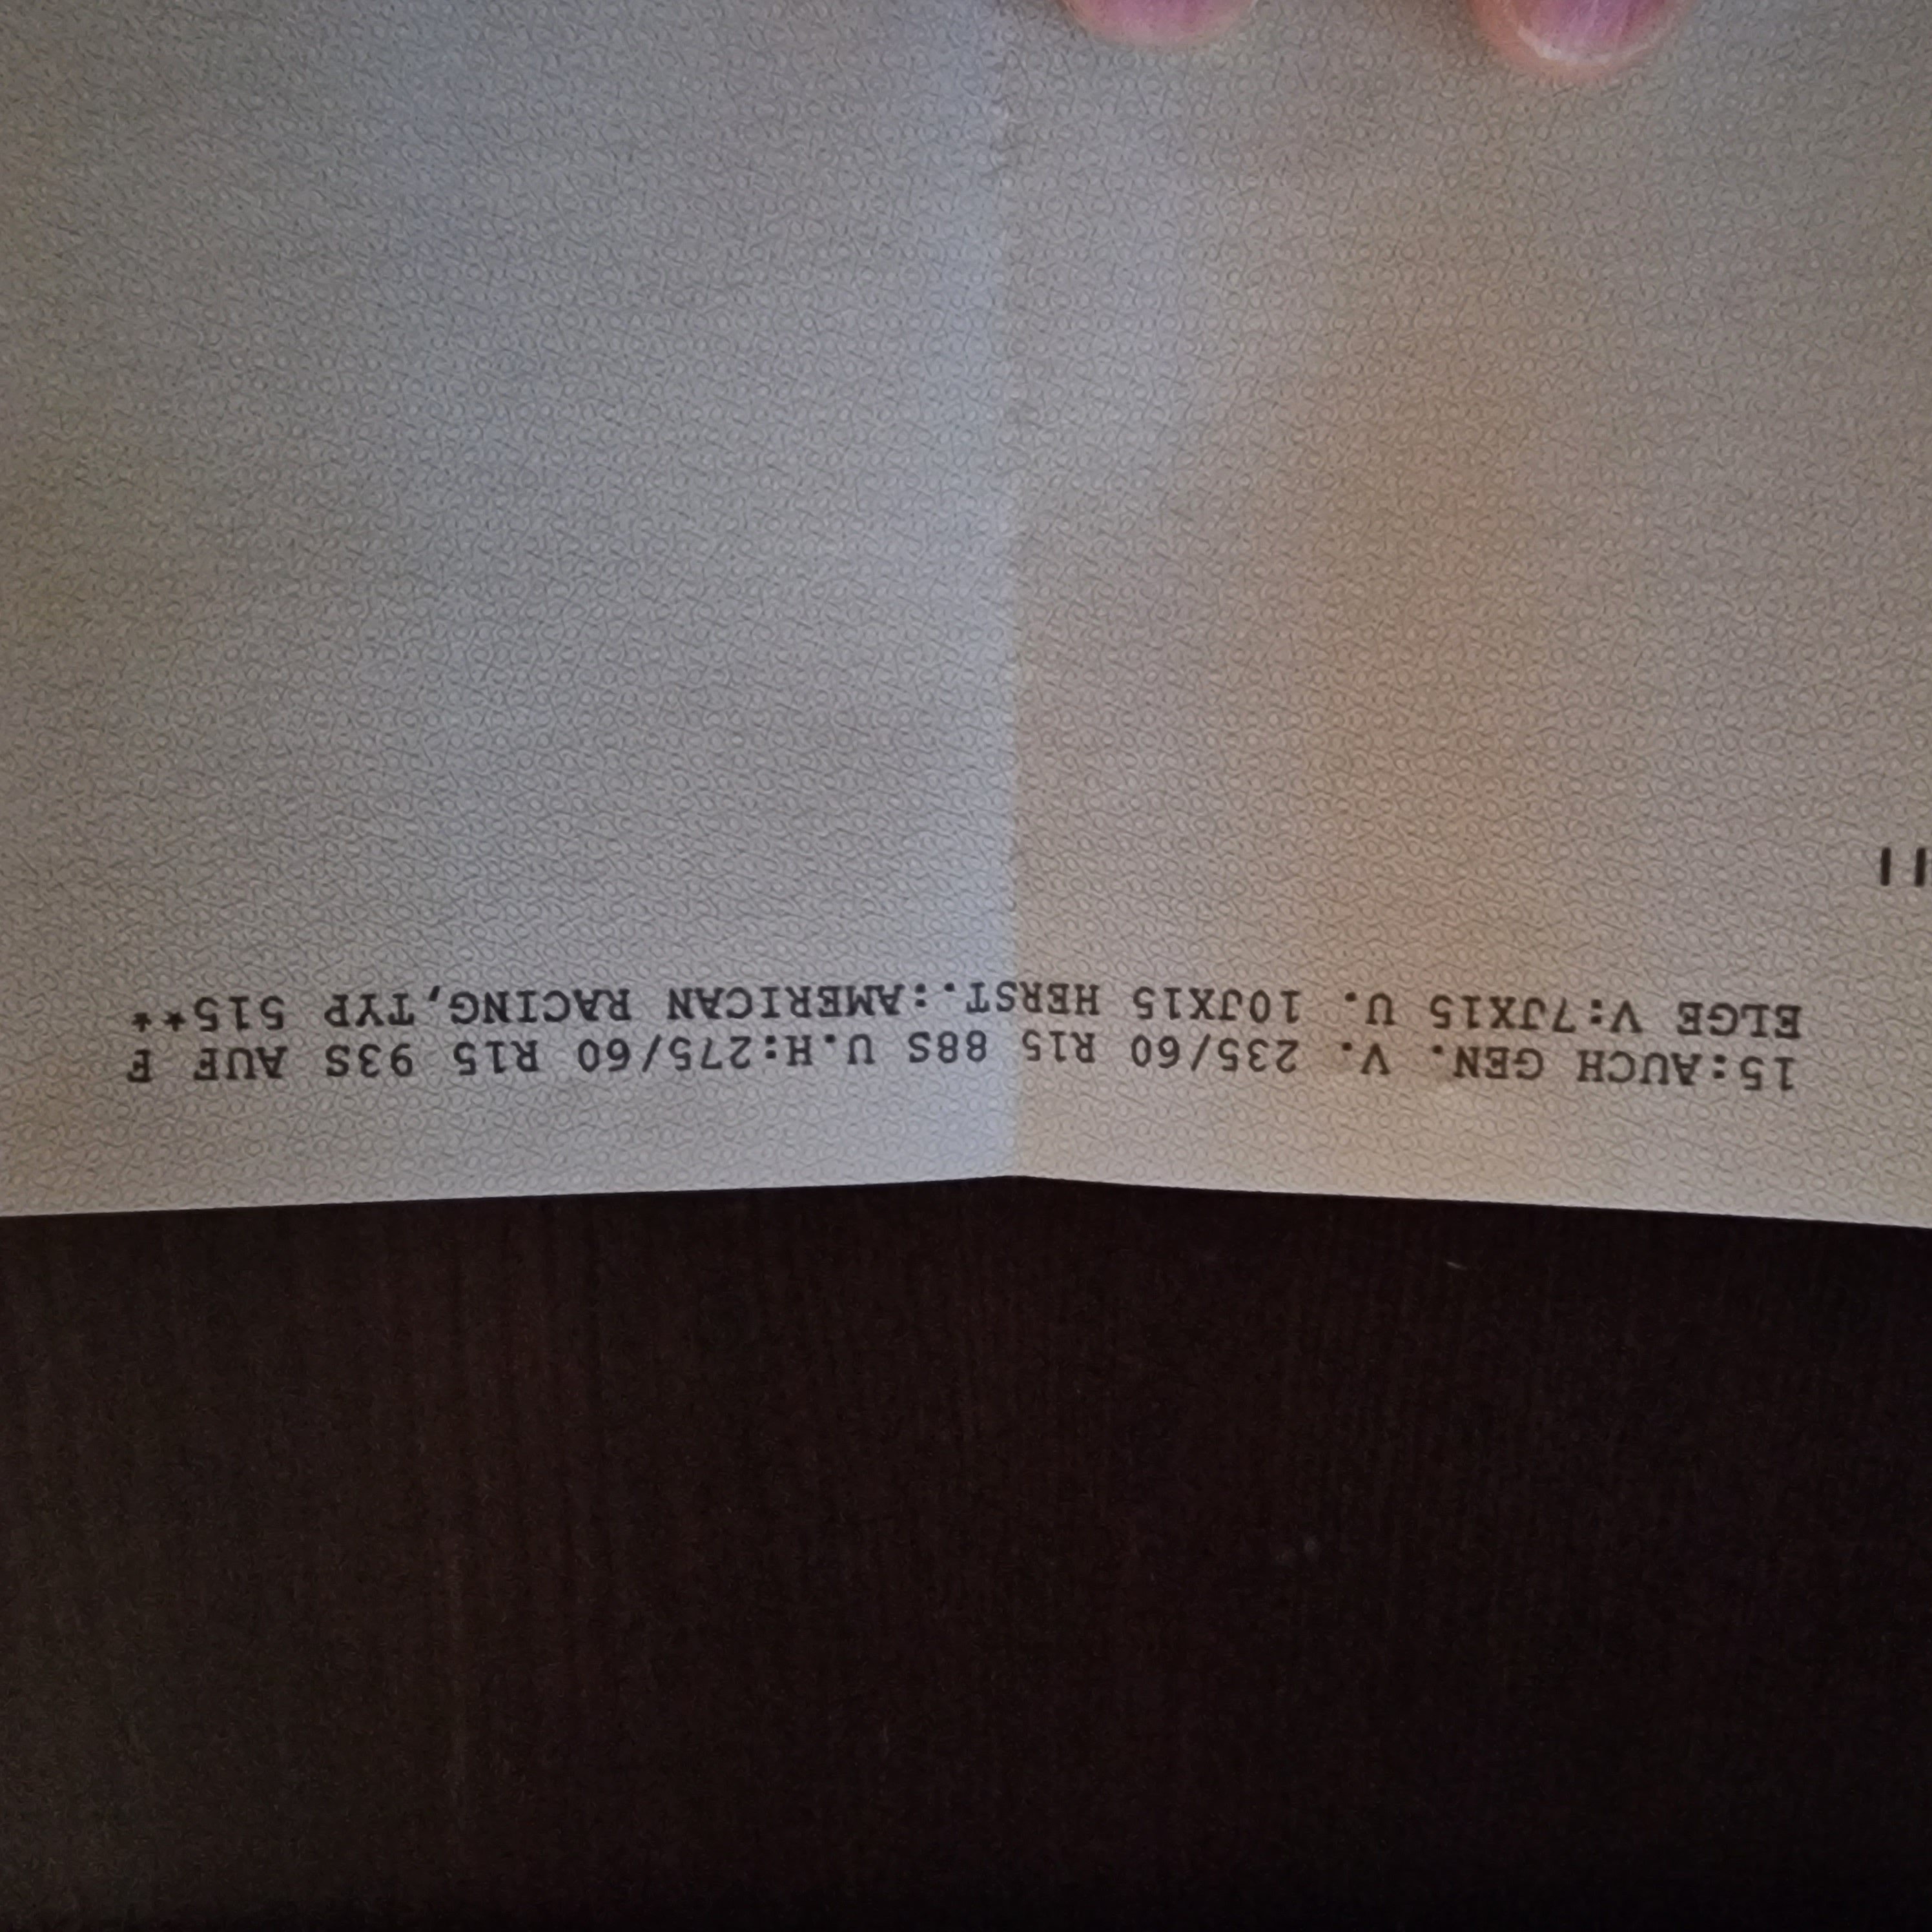 15:AUCH GEN. V. 235/60 R15 88S U.H:275/60 R15 93S AUF F
ELGE V:7JX15 U. 10JX15 HERST.:AMERICAN RACING,TYP 515**